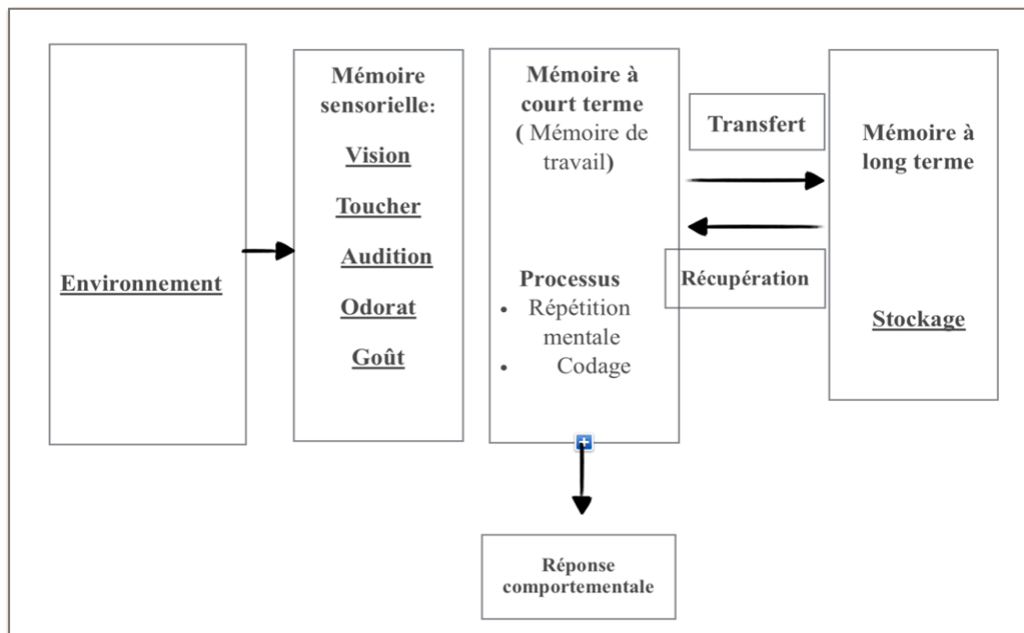 Environnement
Mémoire
sensorielle:
Vision
Toucher
Audition
Odorat
Goût
Mémoire à
court terme
( Mémoire de
travail)
Processus
• Répétition
mentale
• Codage
Transfert
Récupération
Mémoire à
long terme
Stockage
Réponse
comportementale